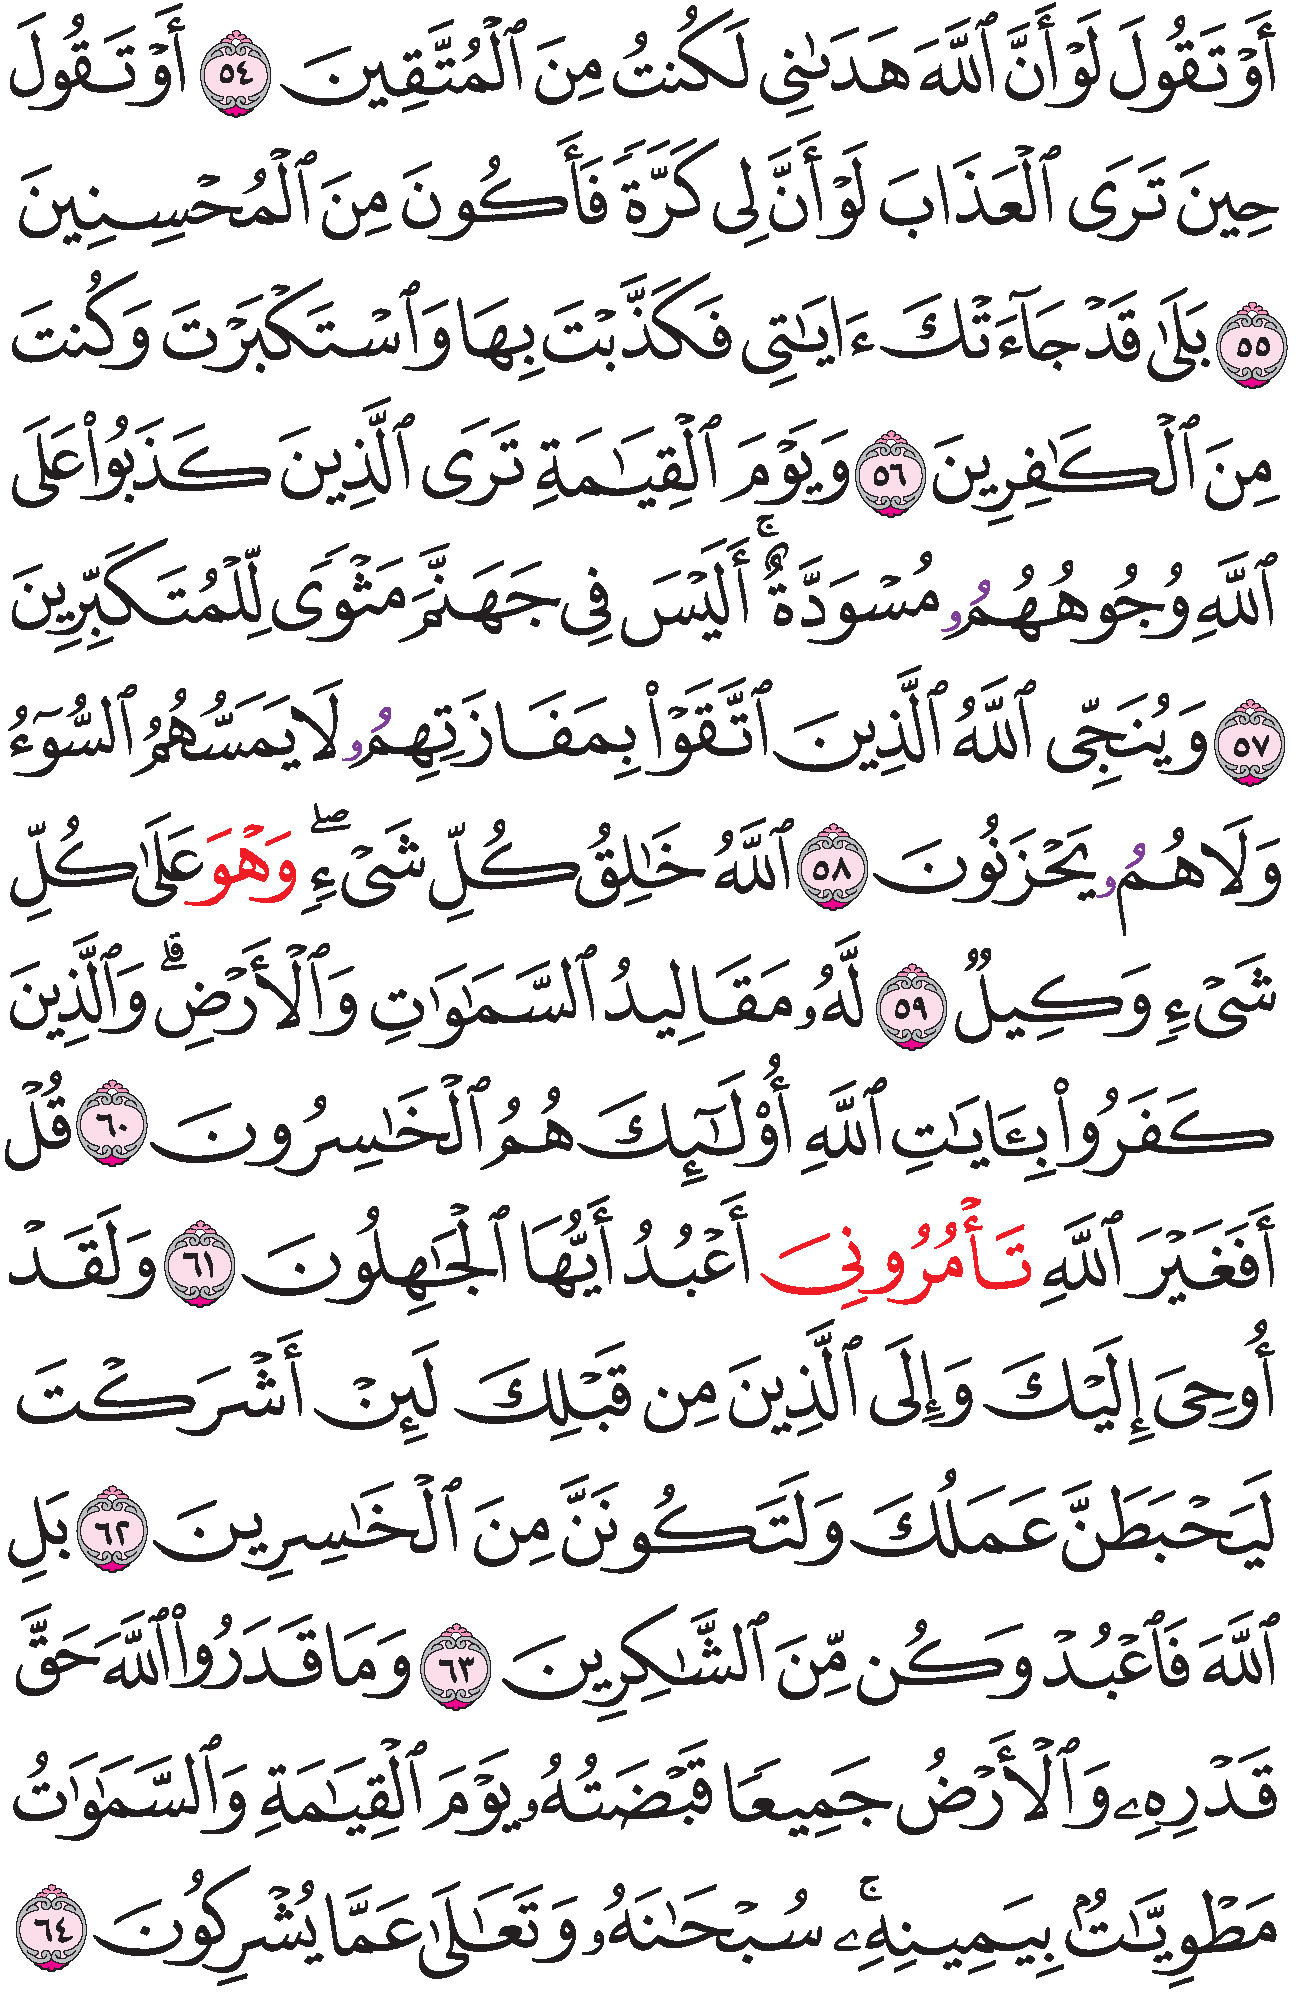 أَوۡ تَقُولَ لَوۡ أَنَّ ٱللَّهَ هَدَىٰنِي لَكُنتُ مِنَ ٱلۡمُتَّقِينَ ٥٤ أَوۡ تَقُولَ
حِينَ تَرَى ٱلۡعَذَابَ لَوۡ أَنَّ لِي كَرَّةٗ فَأَكُونَ مِنَ ٱلۡمُحۡسِنِينَ
٥٥ بَلَىٰ قَدۡ جَآءَتۡكَ ءَايَٰتِي فَكَذَّبۡتَ بِهَا وَٱسۡتَكۡبَرۡتَ وَكُنتَ
مِنَ ٱلۡكَٰفِرِينَ ٥٦ وَيَوۡمَ ٱلۡقِيَٰمَةِ تَرَى ٱلَّذِينَ كَذَبُواْ عَلَى
ٱللَّهِ وُجُوهُهُمُۥ مُسۡوَدَّةٌۚ أَلَيۡسَ فِي جَهَنَّمَ مَثۡوٗى لِّلۡمُتَكَبِّرِينَ
٥٧ وَيُنَجِّي ٱللَّهُ ٱلَّذِينَ ٱتَّقَوۡاْ بِمَفَازَتِهِمُۥ لَا يَمَسُّهُمُ ٱلسُّوٓءُ
وَلَا هُمُۥ يَحۡزَنُونَ ٥٨ ٱللَّهُ خَٰلِقُ كُلِّ شَيۡءٖۖ وَهۡوَ عَلَىٰ كُلِّ
شَيۡءٖ وَكِيلٞ ٥٩ لَّهُۥ مَقَالِيدُ ٱلسَّمَٰوَٰتِ وَٱلۡأَرۡضِۗ وَٱلَّذِينَ
كَفَرُواْ بِـَٔايَٰتِ ٱللَّهِ أُوْلَٰٓئِكَ هُمُ ٱلۡخَٰسِرُونَ ٦٠ قُلۡ
أَفَغَيۡرَ ٱللَّهِ تَأۡمُرُونِيَ أَعۡبُدُ أَيُّهَا ٱلۡجَٰهِلُونَ ٦١ وَلَقَدۡ
أُوحِيَ إِلَيۡكَ وَإِلَى ٱلَّذِينَ مِن قَبۡلِكَ لَئِنۡ أَشۡرَكۡتَ
لَيَحۡبَطَنَّ عَمَلُكَ وَلَتَكُونَنَّ مِنَ ٱلۡخَٰسِرِينَ ٦٢ بَلِ
ٱللَّهَ فَٱعۡبُدۡ وَكُن مِّنَ ٱلشَّٰكِرِينَ ٦٣ وَمَا قَدَرُواْ ٱللَّهَ حَقَّ
قَدۡرِهِۦ وَٱلۡأَرۡضُ جَمِيعٗا قَبۡضَتُهُۥ يَوۡمَ ٱلۡقِيَٰمَةِ وَٱلسَّمَٰوَٰتُ
مَطۡوِيَّٰتُۢ بِيَمِينِهِۦۚ سُبۡحَٰنَهُۥ وَتَعَٰلَىٰ عَمَّا يُشۡرِكُونَ ٦٤